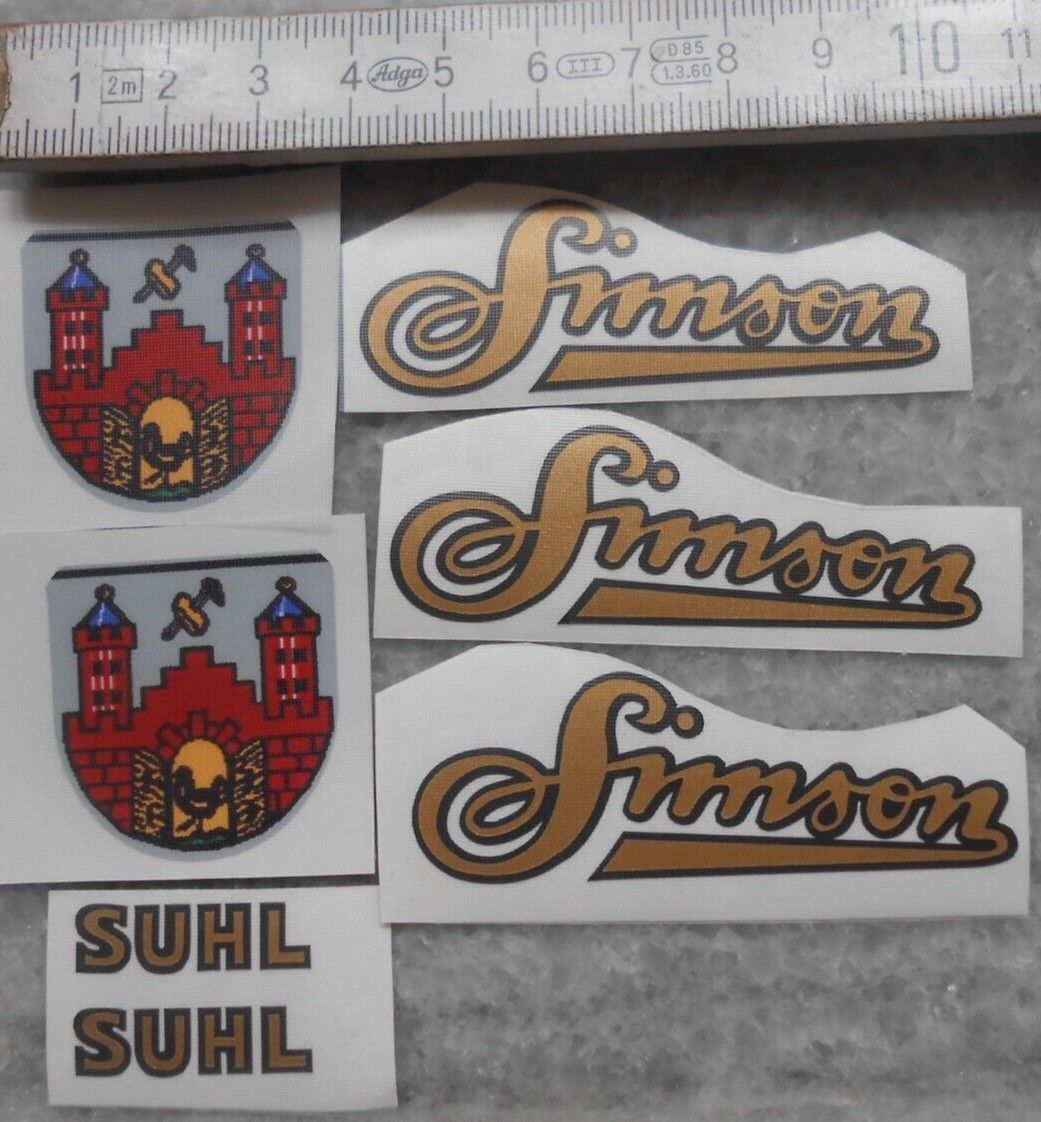 1 2m 2 3 4 Adga 5 6 III 7 D85 1.3.60 8 9 10 11
Simson
Simson
Simson
SUHL
SUHL